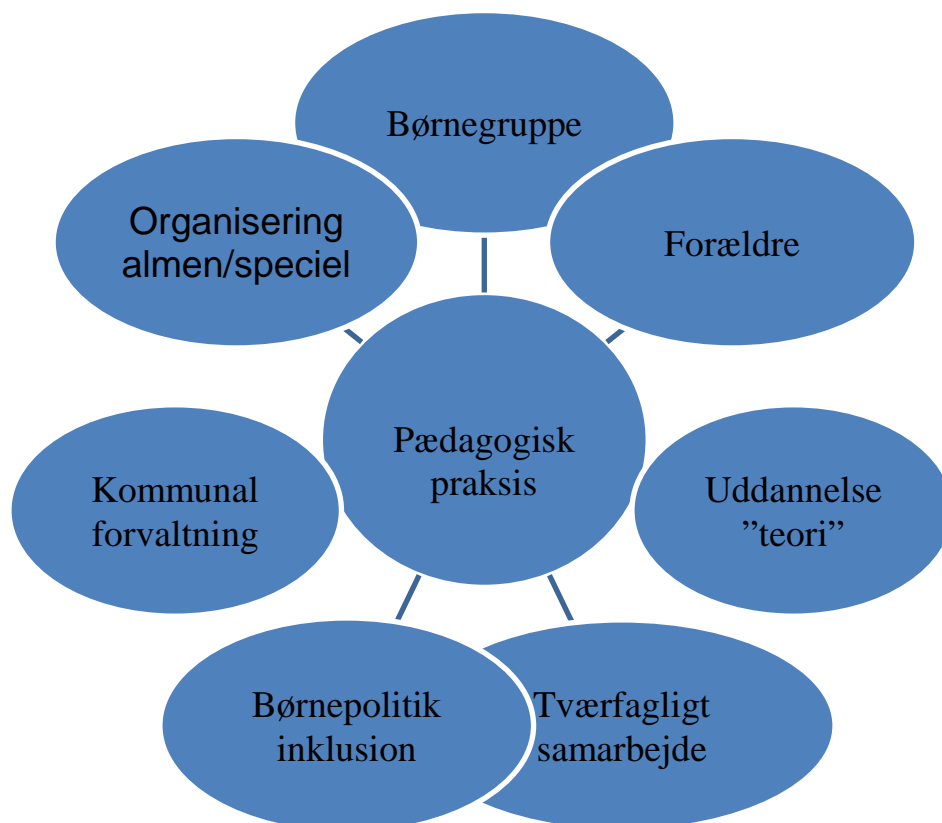 Børnegruppe
Organisering
almen/speciel
Forældre
Pædagogisk
praksis
Kommunal
forvaltning
Uddannelse
”teori”
Børnepolitik
inklusion
Tværfagligt
samarbejde